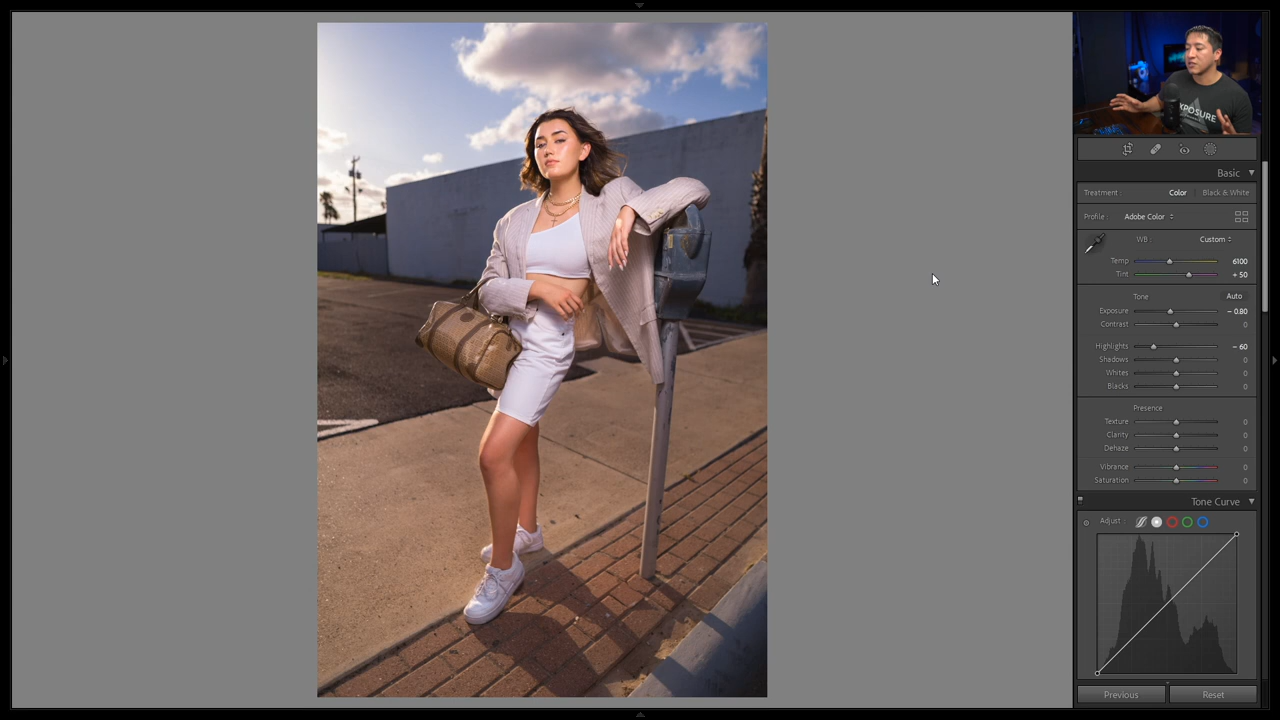 EXPOSURE
Basic
Treatment : Color Black & White
Profile : Adobe Color
WB : Custom
Temp 6100
Tint + 50
Tone Auto
Exposure − 0.80
Contrast 0
Highlights − 60
Shadows 0
Whites 0
Blacks 0
Presence
Texture 0
Clarity 0
Dehaze 0
Vibrance 0
Saturation 0
Tone Curve
Adjust :
Previous Reset